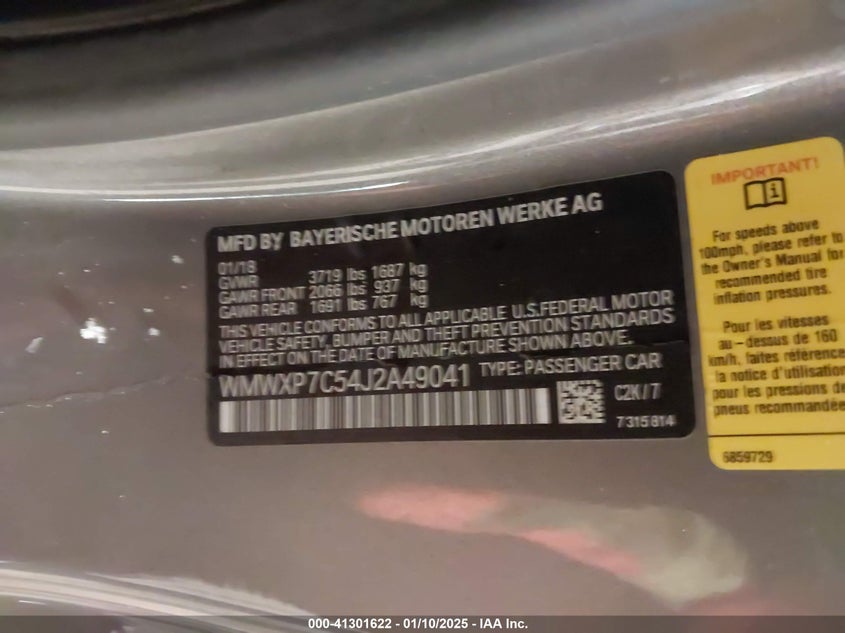 MFD BY BAYERISCHE MOTOREN WERKE AG
01/18
GVWR 3719 lbs 1687 kg
GAWR FRONT 2066 lbs 937 kg
GAWR REAR 1691 lbs 767 kg
THIS VEHICLE CONFORMS TO ALL APPLICABLE U.S.FEDERAL MOTOR
VEHICLE SAFETY, BUMPER AND THEFT PREVENTION STANDARDS
IN EFFECT ON THE DATE OF MANUFACTURE SHOWN ABOVE.
WMWXP7C54J2A49041 TYPE: PASSENGER CAR
C2K / 7
7315814
IMPORTANT!
For speeds above
100mph, please refer to
the Owner's Manual for
recommended tire
inflation pressures.
Pour les vitesses
au-dessus de 160
km/h, faites référence
la notice d'utilisation
pour les pressions de
pneus recommandée
6859729
000-41301622 - 01/10/2025 - IAA Inc.